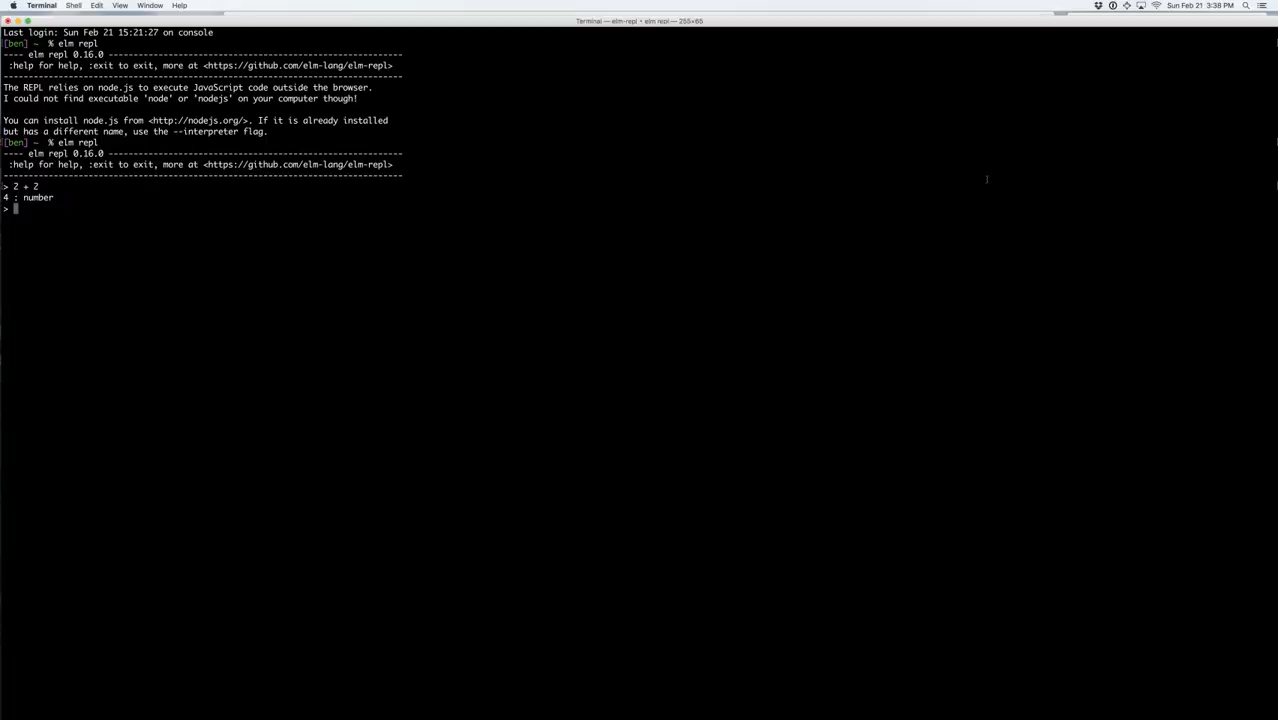 Terminal Shell Edit View Window Help Sun Feb 21 3:38 PM
Terminal — elm-repl • elm repl — 255×65
Last login: Sun Feb 21 15:21:27 on console
[ben] ~ % elm repl
---- elm repl 0.16.0 -----------------------------------------------------------
:help for help, :exit to exit, more at <https://github.com/elm-lang/elm-repl>
--------------------------------------------------------------------------------
The REPL relies on node.js to execute JavaScript code outside the browser.
I could not find executable 'node' or 'nodejs' on your computer though!
You can install node.js from <http://nodejs.org/>. If it is already installed
but has a different name, use the --interpreter flag.
[ben] ~ % elm repl
---- elm repl 0.16.0 -----------------------------------------------------------
:help for help, :exit to exit, more at <https://github.com/elm-lang/elm-repl>
--------------------------------------------------------------------------------
> 2 + 2
4 : number
>